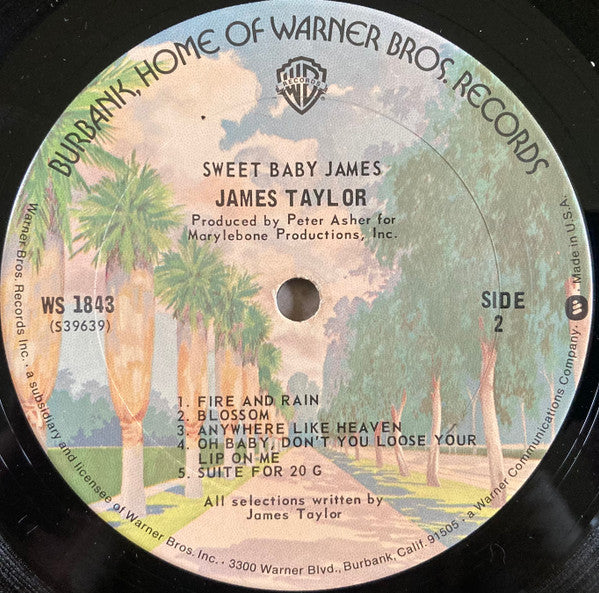 BURBANK, HOME OF WARNER BROS. RECORDS
W B
RECORDS
SWEET BABY JAMES
JAMES TAYLOR
Produced by Peter Asher for
Marylebone Productions, Inc.
WS 1843
(S39639)
SIDE
2
1. FIRE AND RAIN
2. BLOSSOM
3. ANYWHERE LIKE HEAVEN
4. OH BABY, DON'T YOU LOOSE YOUR
LIP ON ME
5. SUITE FOR 20 G
All selections written by
James Taylor
Warner Bros. Records Inc. • a subsidiary and licensee of Warner Bros. Inc. • 3300 Warner Blvd., Burbank, Calif. 91505 • a Warner Communications Company. Made in U.S.A.